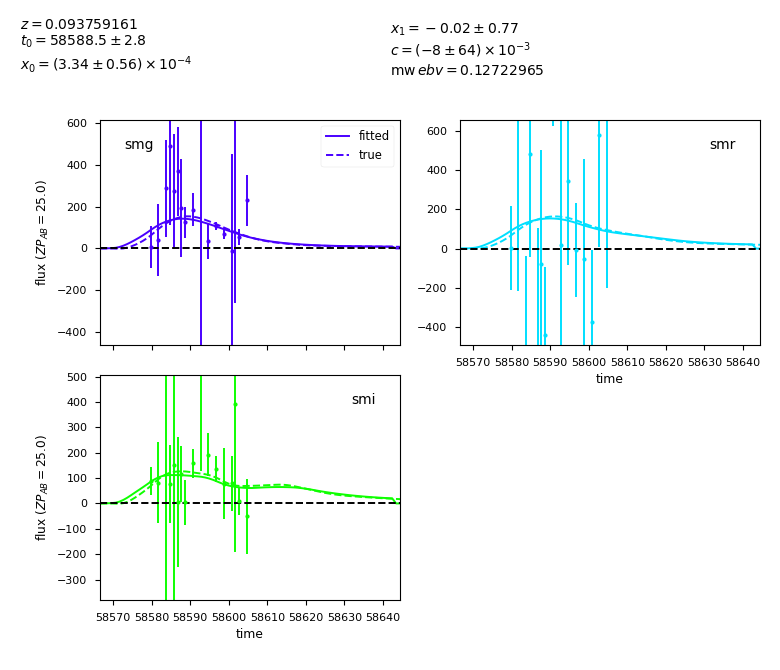 z = 0.093759161
t₀ = 58588.5 ± 2.8
x₀ = (3.34 ± 0.56) × 10⁻⁴
x₁ = −0.02 ± 0.77
c = (−8 ± 64) × 10⁻³
mw ebv = 0.12722965
600
400
200
0
−200
−400
flux (ZP_AB = 25.0)
smg
fitted
true
600
400
200
0
−200
−400
smr
58570 58580 58590 58600 58610 58620 58630 58640
time
500
400
300
200
100
0
−100
−200
−300
flux (ZP_AB = 25.0)
smi
58570 58580 58590 58600 58610 58620 58630 58640
time